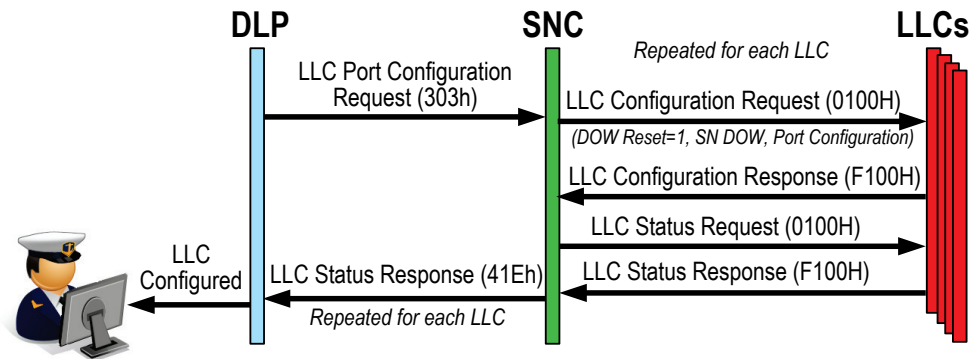 DLP
SNC
LLCs
Repeated for each LLC
LLC Port Configuration
Request (303h)
LLC Configuration Request (0100H)
(DOW Reset=1, SN DOW, Port Configuration)
LLC Configuration Response (F100H)
LLC Status Request (0100H)
LLC
Configured
LLC Status Response (41Eh)
LLC Status Response (F100H)
Repeated for each LLC